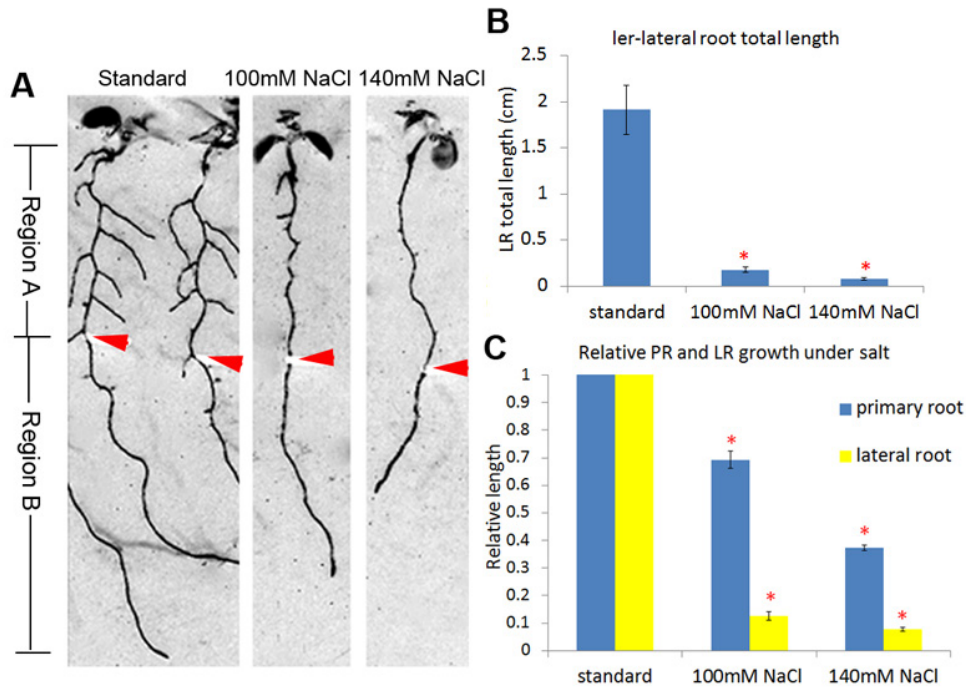 A
Standard
100mM NaCl
140mM NaCl
Region A
Region B
B
ler-lateral root total length
LR total length (cm)
2.5
2
1.5
1
0.5
0
*
*
standard
100mM NaCl
140mM NaCl
C
Relative PR and LR growth under salt
Relative length
1
0.9
0.8
0.7
0.6
0.5
0.4
0.3
0.2
0.1
0
primary root
lateral root
*
*
*
*
standard
100mM NaCl
140mM NaCl